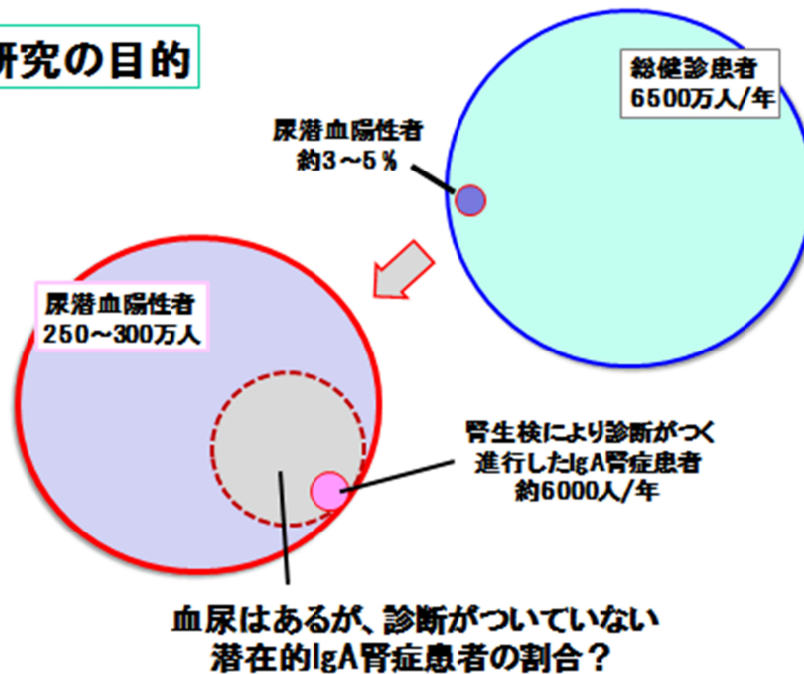 研究の目的
総健診患者
6500万人/年
尿潜血陽性者
約3～5％
尿潜血陽性者
250～300万人
腎生検により診断がつく
進行したIgA腎症患者
約6000人/年
血尿はあるが、診断がついていない
潜在的IgA腎症患者の割合？